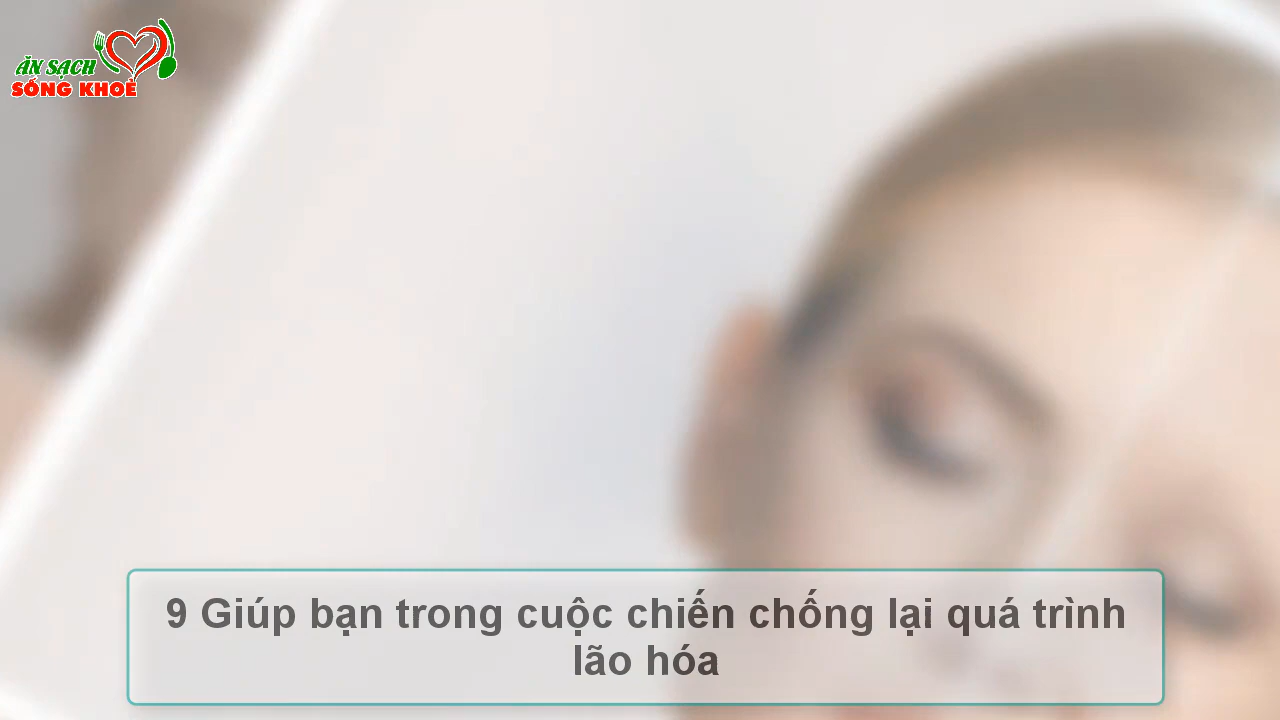 ĂN SẠCH
SỐNG KHOẺ
9 Giúp bạn trong cuộc chiến chống lại quá trình
lão hóa